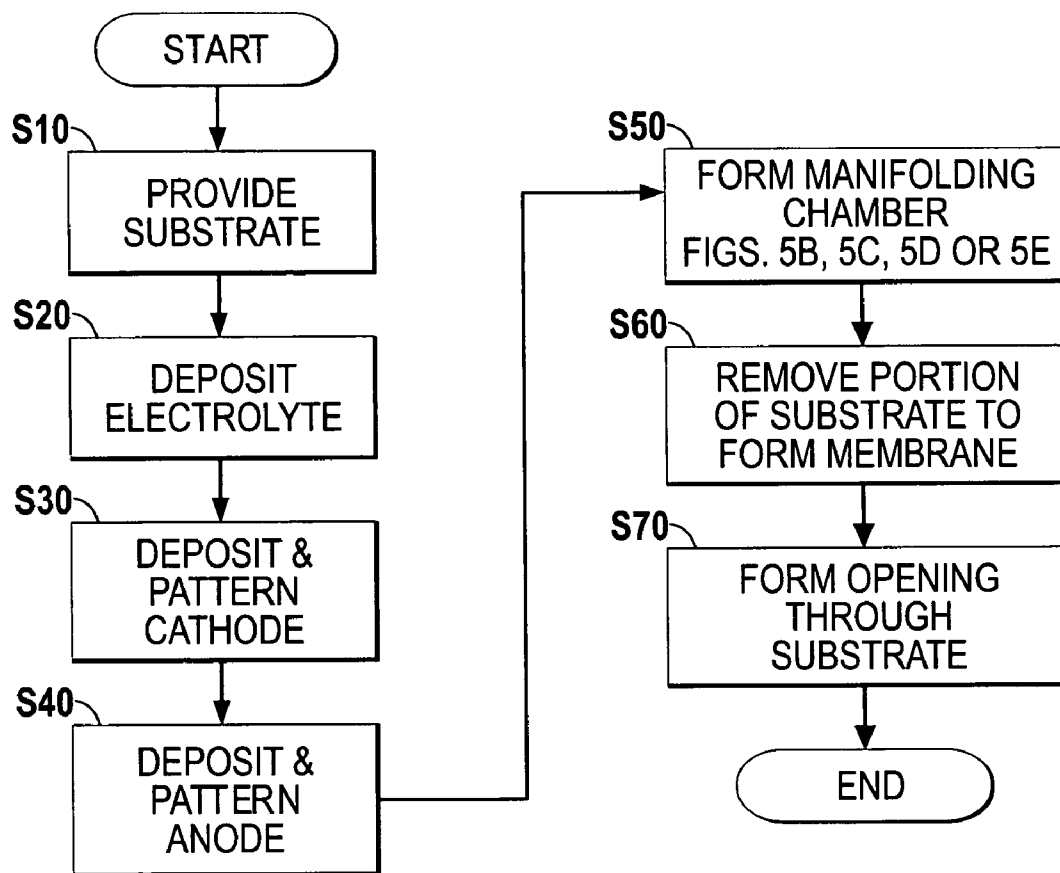 START
S10
PROVIDE
SUBSTRATE
S20
DEPOSIT
ELECTROLYTE
S30
DEPOSIT &
PATTERN
CATHODE
S40
DEPOSIT &
PATTERN
ANODE
S50
FORM MANIFOLDING
CHAMBER
FIGS. 5B, 5C, 5D OR 5E
S60
REMOVE PORTION
OF SUBSTRATE TO
FORM MEMBRANE
S70
FORM OPENING
THROUGH
SUBSTRATE
END